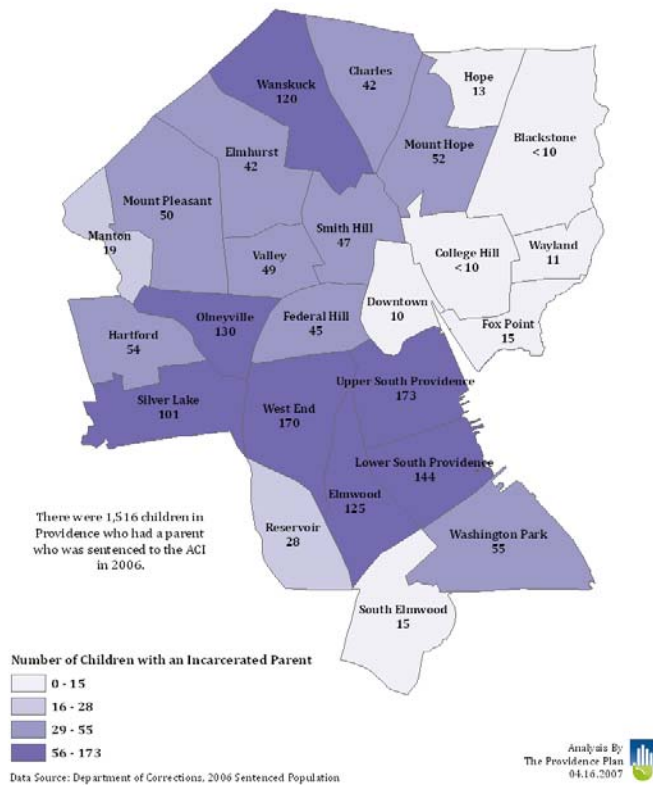 Wanskuck
120
Charles
42
Hope
13
Blackstone
< 10
Mount Hope
52
Elmhurst
42
Mount Pleasant
50
Smith Hill
47
Manton
19
Valley
49
College Hill
< 10
Wayland
11
Olneyville
130
Federal Hill
45
Downtown
10
Fox Point
15
Hartford
54
Silver Lake
101
West End
170
Upper South Providence
173
Lower South Providence
144
Elmwood
125
Reservoir
28
Washington Park
55
South Elmwood
15
There were 1,516 children in
Providence who had a parent
who was sentenced to the ACI
in 2006.
Number of Children with an Incarcerated Parent
0 - 15
16 - 28
29 - 55
56 - 173
Data Source: Department of Corrections, 2006 Sentenced Population
Analysis By
The Providence Plan
04.16.2007